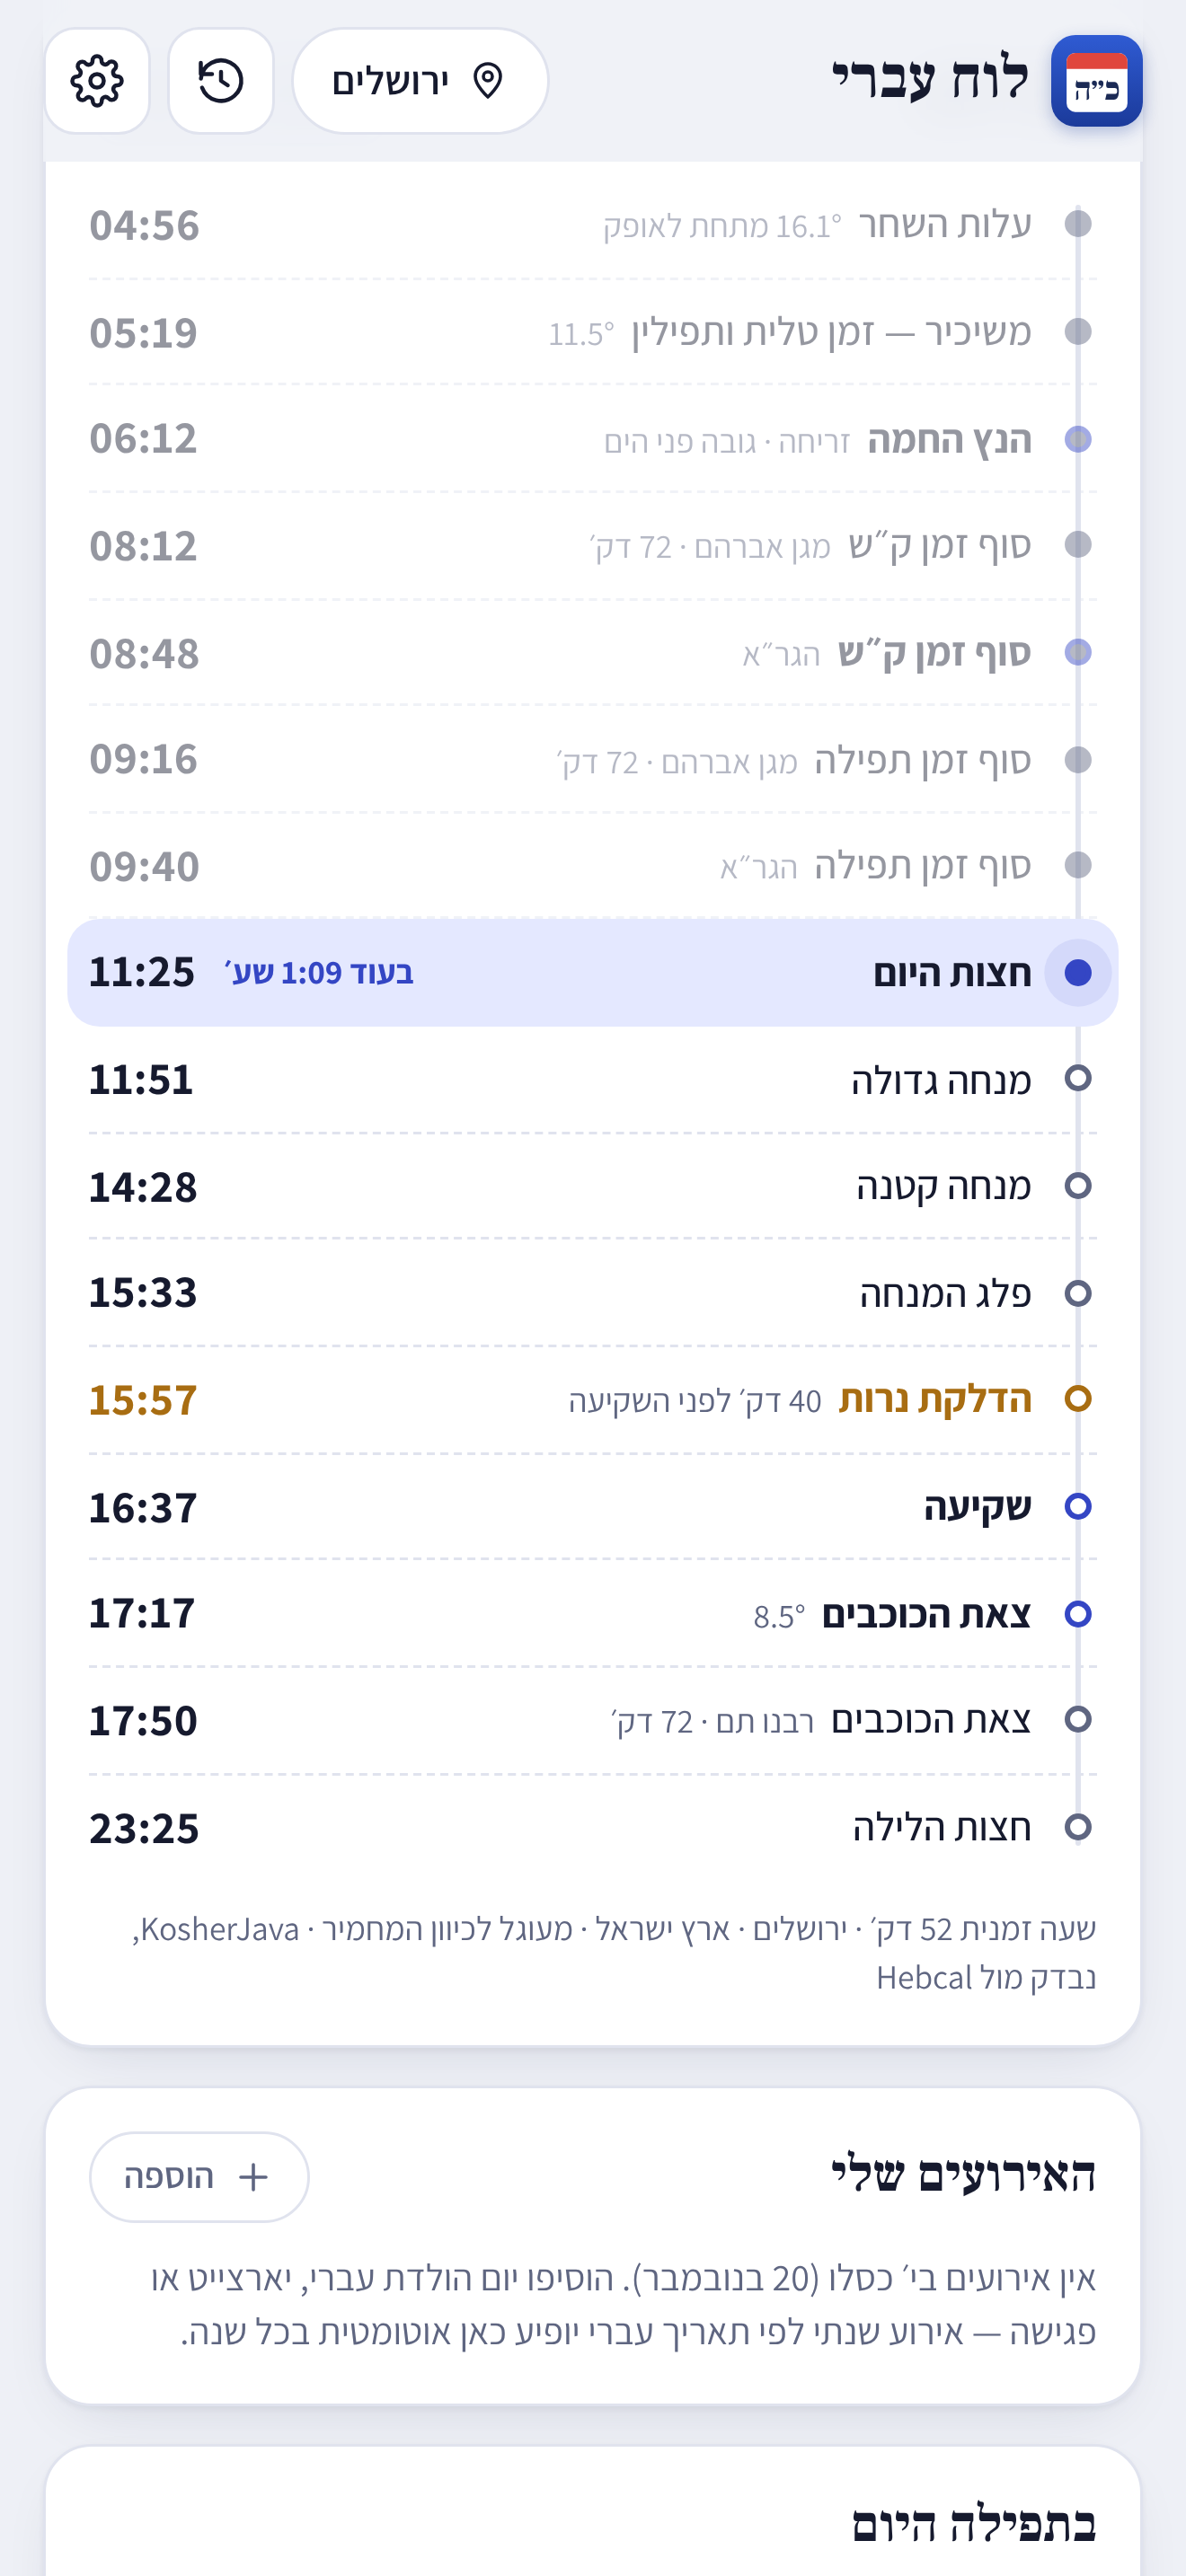 כ״ה
לוח עברי
ירושלים
עלות השחר 16.1° מתחת לאופק 04:56
משיכיר — זמן טלית ותפילין 11.5° 05:19
הנץ החמה זריחה · גובה פני הים 06:12
סוף זמן ק״ש מגן אברהם · 72 דק׳ 08:12
סוף זמן ק״ש הגר״א 08:48
סוף זמן תפילה מגן אברהם · 72 דק׳ 09:16
סוף זמן תפילה הגר״א 09:40
חצות היום בעוד 1:09 שע׳ 11:25
מנחה גדולה 11:51
מנחה קטנה 14:28
פלג המנחה 15:33
הדלקת נרות 40 דק׳ לפני השקיעה 15:57
שקיעה 16:37
צאת הכוכבים 8.5° 17:17
צאת הכוכבים רבנו תם · 72 דק׳ 17:50
חצות הלילה 23:25
שעה זמנית 52 דק׳ · ירושלים · ארץ ישראל · מעוגל לכיוון המחמיר · KosherJava,
נבדק מול Hebcal
האירועים שלי
הוספה
אין אירועים בי׳ כסלו (20 בנובמבר). הוסיפו יום הולדת עברי, יארצייט או
פגישה — אירוע שנתי לפי תאריך עברי יופיע כאן אוטומטית בכל שנה.
בתפילה היום